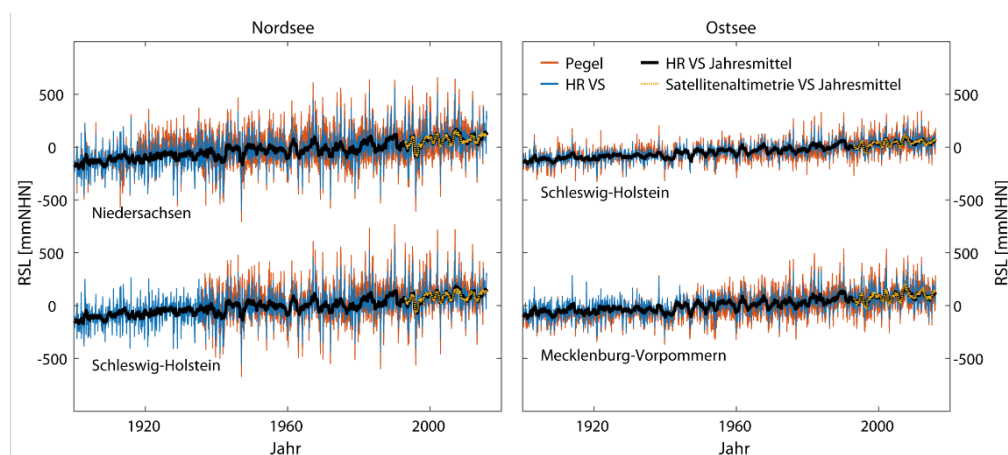 Nordsee
Ostsee
Pegel
HR VS
HR VS Jahresmittel
Satellitenaltimetrie VS Jahresmittel
RSL [mmNHN]
500
0
-500
Niedersachsen
500
0
-500
Schleswig-Holstein
1920
1960
2000
Jahr
Schleswig-Holstein
Mecklenburg-Vorpommern
500
0
-500
500
0
-500
RSL [mmNHN]
1920
1960
2000
Jahr